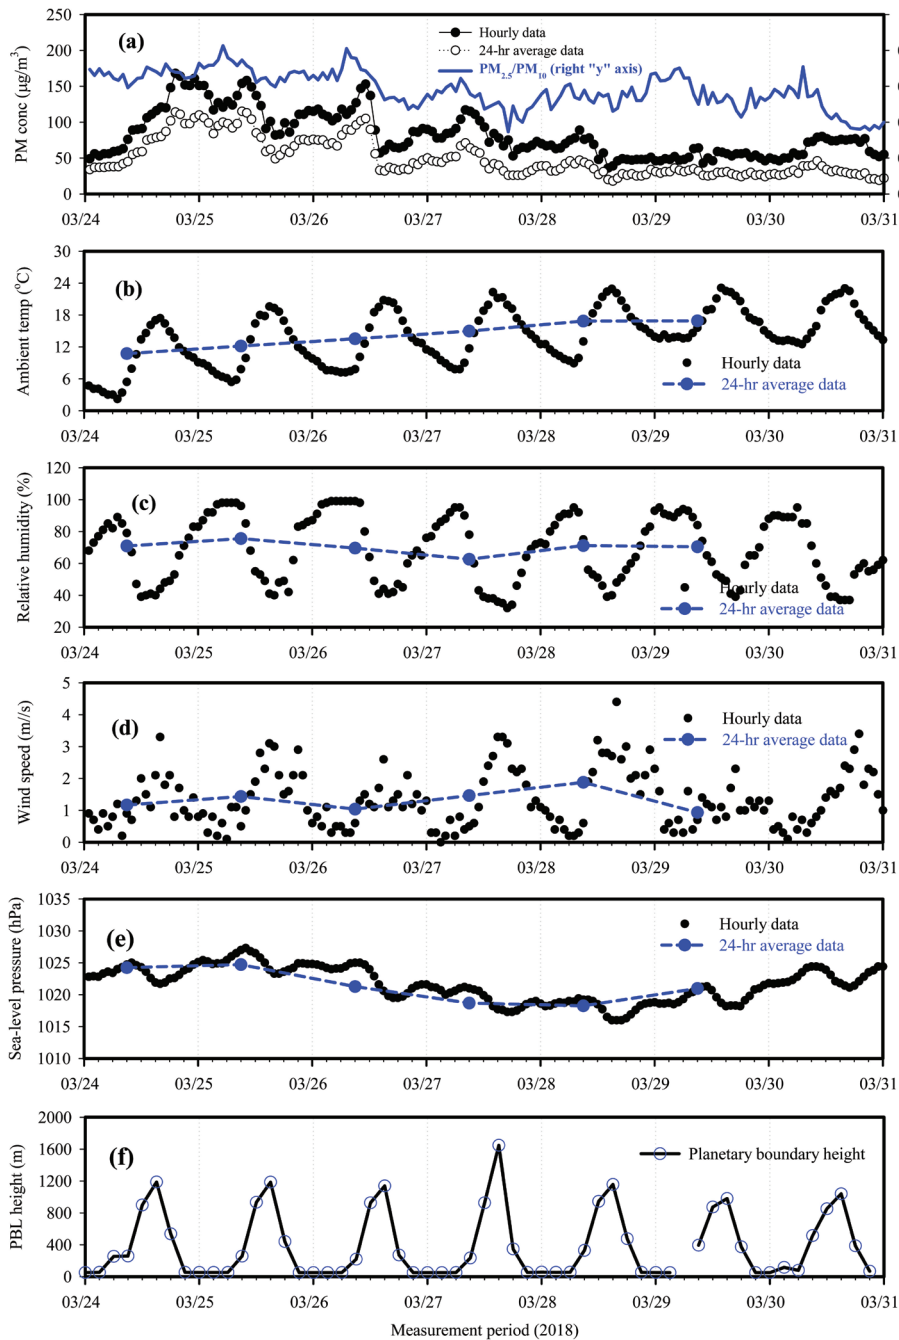 (a)
Hourly data
24-hr average data
PM2.5/PM10 (right "y" axis)
PM conc (μg/m3)
250
200
150
100
50
0
0
0
0
0
0
03/24 03/25 03/26 03/27 03/28 03/29 03/30 03/31
(b)
Hourly data
24-hr average data
Ambient temp (oC)
30
24
18
12
6
0
03/24 03/25 03/26 03/27 03/28 03/29 03/30 03/31
(c)
Hourly data
24-hr average data
Relative humidity (%)
120
100
80
60
40
20
03/24 03/25 03/26 03/27 03/28 03/29 03/30 03/31
(d)
Hourly data
24-hr average data
Wind speed (m//s)
5
4
3
2
1
0
03/24 03/25 03/26 03/27 03/28 03/29 03/30 03/31
(e)
Hourly data
24-hr average data
Sea-level pressure (hPa)
1035
1030
1025
1020
1015
1010
03/24 03/25 03/26 03/27 03/28 03/29 03/30 03/31
(f)
Planetary boundary height
PBL height (m)
2000
1600
1200
800
400
0
03/24 03/25 03/26 03/27 03/28 03/29 03/30 03/31
Measurement period (2018)